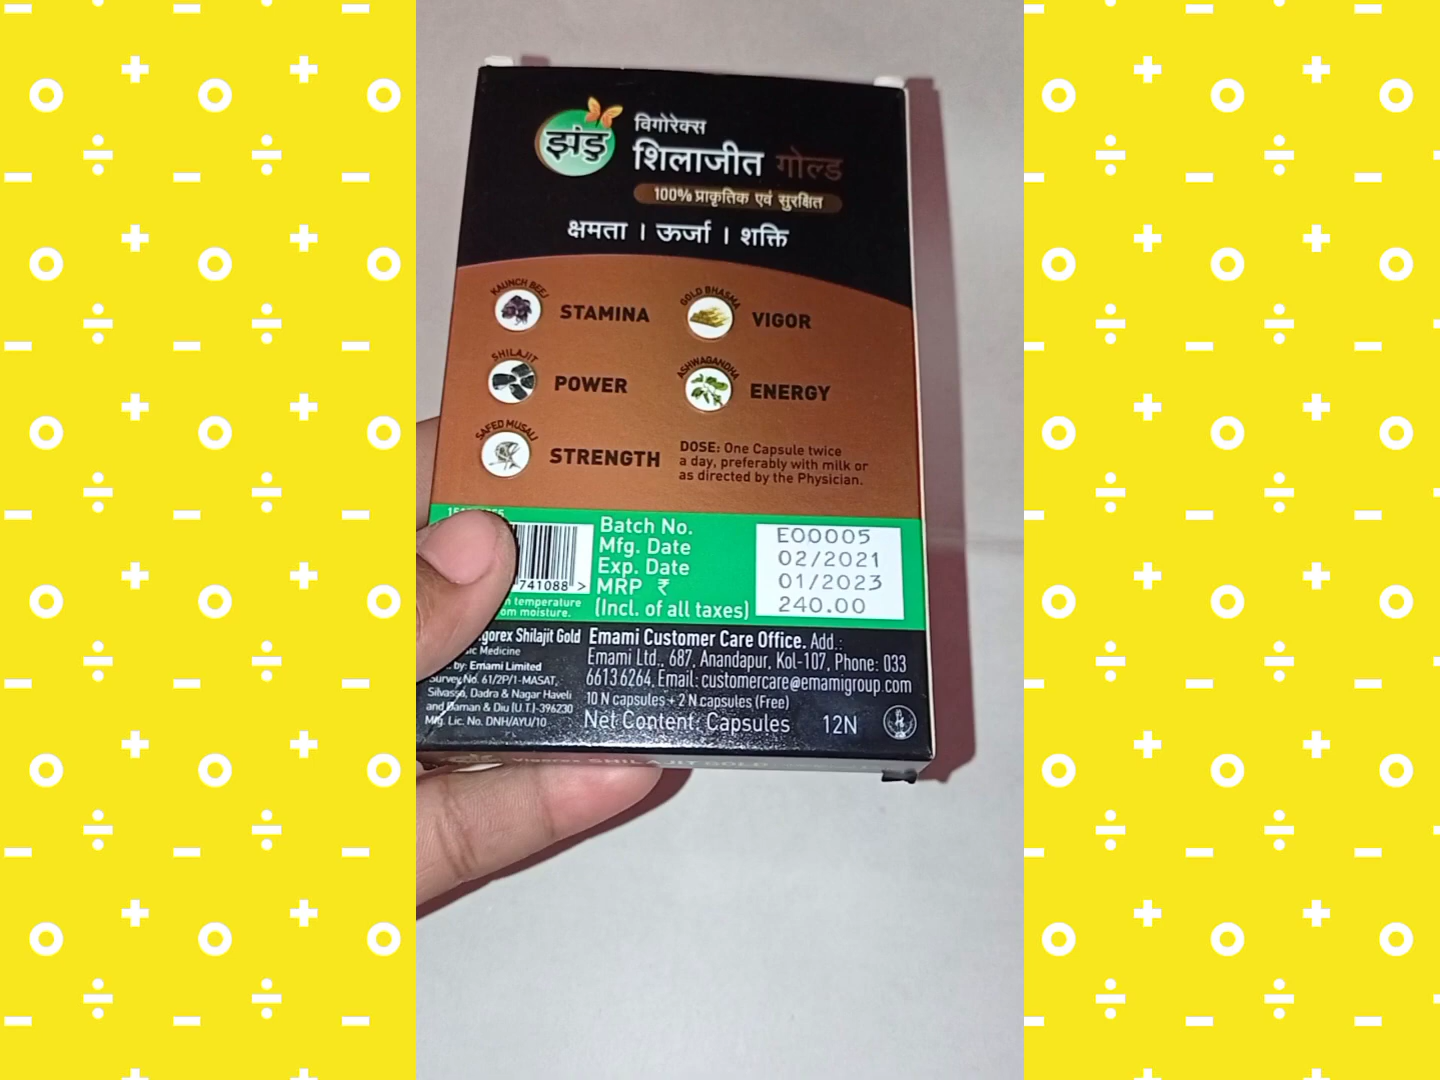 झंडु
विगोरेक्स
शिलाजीत गोल्ड
100% प्राकृतिक एवं सुरक्षित
क्षमता । ऊर्जा । शक्ति
KAUNCH BEEJ
STAMINA
GOLD BHASMA
VIGOR
SHILAJIT
POWER
ASHWAGANDHA
ENERGY
SAFED MUSALI
STRENGTH
DOSE: One Capsule twice
a day, preferably with milk or
as directed by the Physician.
Batch No. E00005
Mfg. Date 02/2021
Exp. Date 01/2023
MRP ₹
(Incl. of all taxes) 240.00
741088 >
temperature
moisture.
Shilajit Gold
Medicine
by: Emami Limited
Survey No. 61/2P/1-MASAT,
Silvassa, Dadra & Nagar Haveli
and Daman & Diu (U.T.)-396230
Mfg. Lic. No. DNH/AYU/10
Emami Customer Care Office. Add.:
Emami Ltd., 687, Anandapur, Kol-107, Phone: 033
6613 6264, Email: customercare@emamigroup.com
10 N capsules + 2 N capsules (Free)
Net Content: Capsules 12N
Vigorex SHILAJIT GOLD